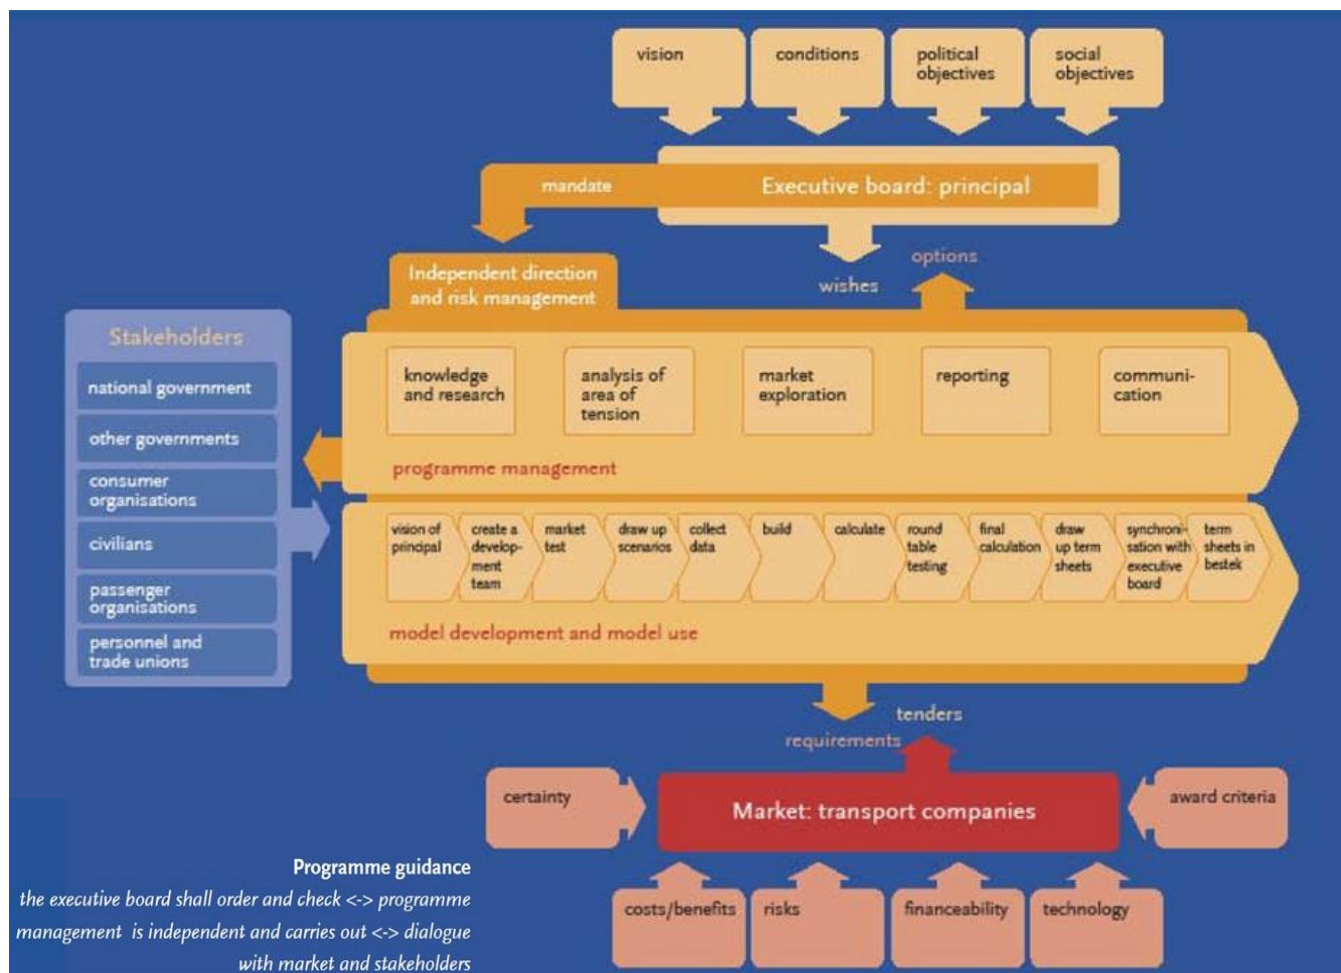 vision
conditions
political
objectives
social
objectives
mandate
Executive board: principal
options
wishes
Independent direction
and risk management
Stakeholders
national government
other governments
consumer
organisations
civilians
passenger
organisations
personnel and
trade unions
knowledge
and research
analysis of
area of
tension
market
exploration
reporting
communi-
cation
programme management
vision of
principal
create a
develop-
ment
team
market
test
draw up
scenarios
collect
data
build
calculate
round
table
testing
final
calculation
draw
up term
sheets
synchroni-
sation with
executive
board
term
sheets in
bestek
model development and model use
tenders
requirements
certainty
Market: transport companies
award criteria
costs/benefits
risks
financeability
technology
Programme guidance
the executive board shall order and check <-> programme
management is independent and carries out <-> dialogue
with market and stakeholders